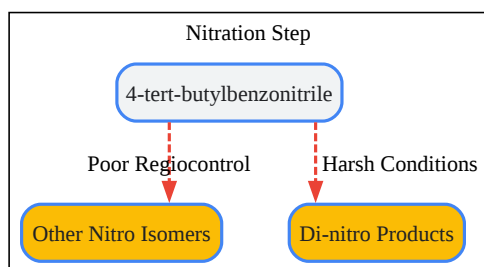 Nitration Step
4-tert-butylbenzonitrile
Poor Regiocontrol
Harsh Conditions
Other Nitro Isomers
Di-nitro Products